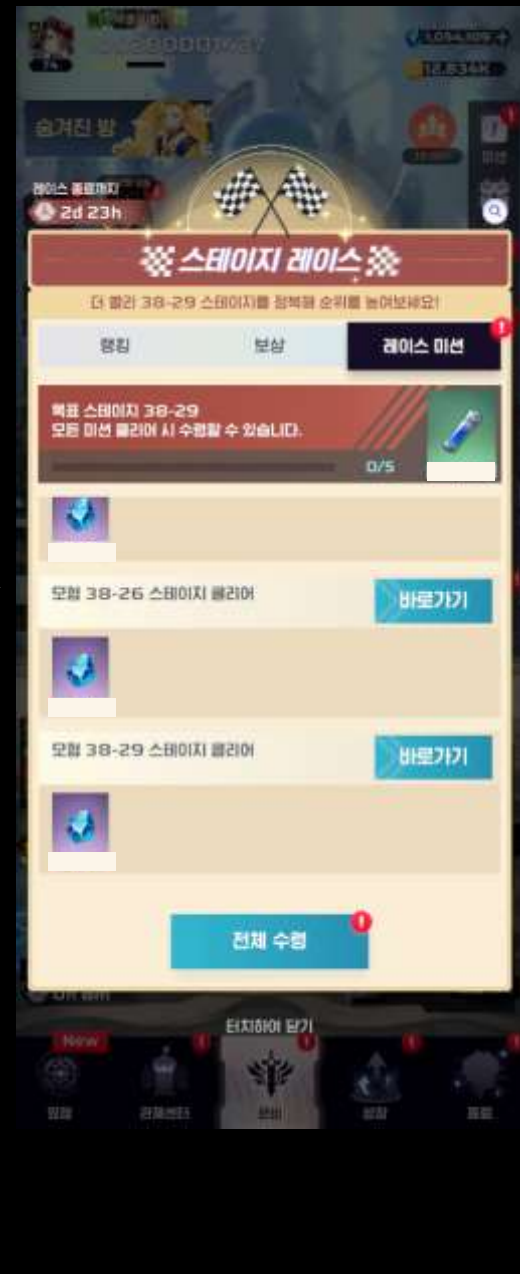 숨겨진 방
레이스 종료까지
2d 23h
스테이지 레이스
더 빨리 38-29 스테이지를 정복해 순위를 높여보세요!
랭킹
보상
레이스 미션
목표 스테이지 38-29
모든 미션 클리어 시 수령할 수 있습니다.
0/5
모험 38-26 스테이지 클리어
바로가기
모험 38-29 스테이지 클리어
바로가기
전체 수령
터치하여 닫기
New